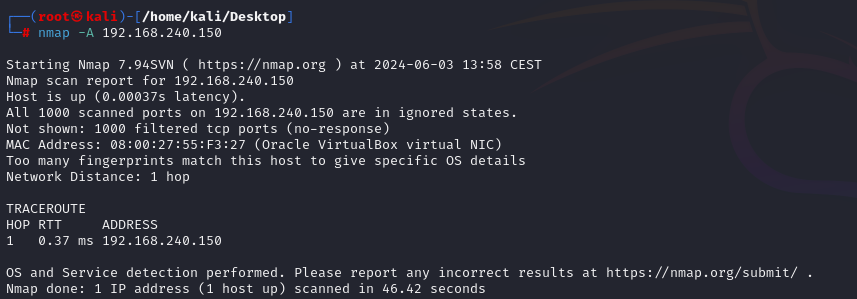 ┌──(root㉿kali)-[/home/kali/Desktop]
└─# nmap -A 192.168.240.150
Starting Nmap 7.94SVN ( https://nmap.org ) at 2024-06-03 13:58 CEST
Nmap scan report for 192.168.240.150
Host is up (0.00037s latency).
All 1000 scanned ports on 192.168.240.150 are in ignored states.
Not shown: 1000 filtered tcp ports (no-response)
MAC Address: 08:00:27:55:F3:27 (Oracle VirtualBox virtual NIC)
Too many fingerprints match this host to give specific OS details
Network Distance: 1 hop
TRACEROUTE
HOP RTT     ADDRESS
1   0.37 ms 192.168.240.150
OS and Service detection performed. Please report any incorrect results at https://nmap.org/submit/ .
Nmap done: 1 IP address (1 host up) scanned in 46.42 seconds